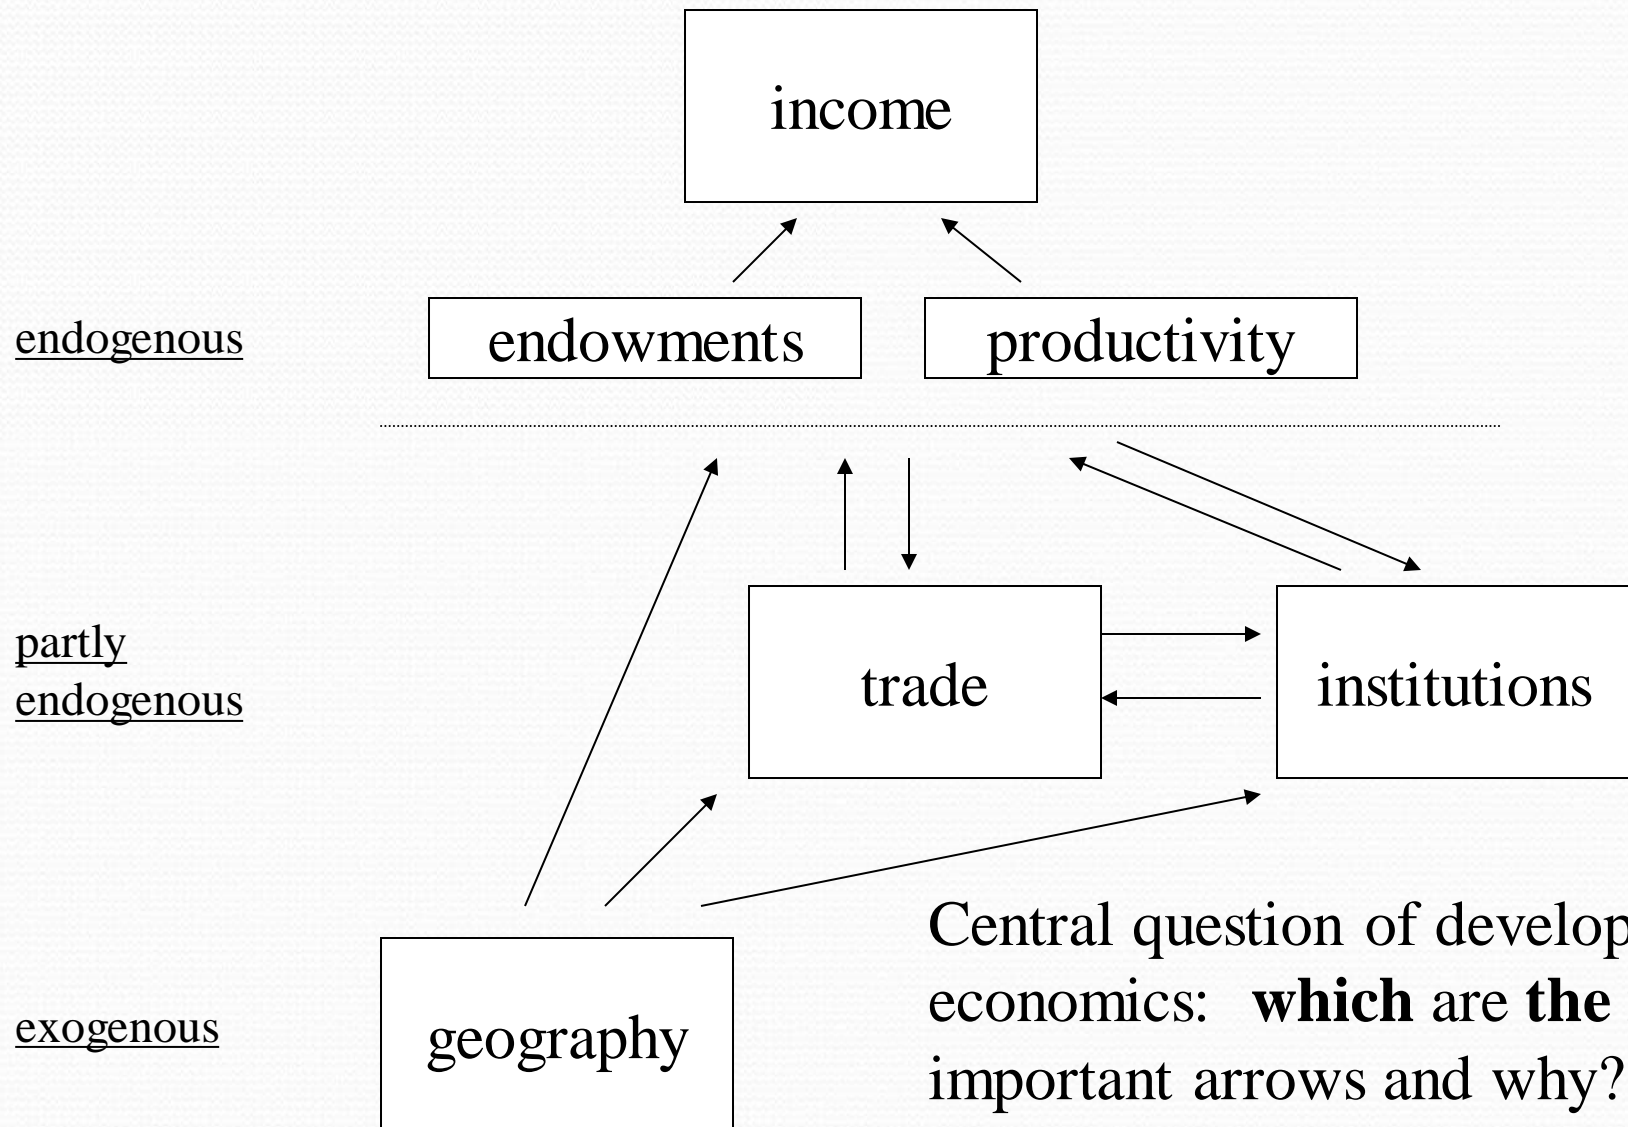 income
endogenous
endowments
productivity
partly
endogenous
trade
institutions
exogenous
geography
Central question of develop
economics: which are the
important arrows and why?